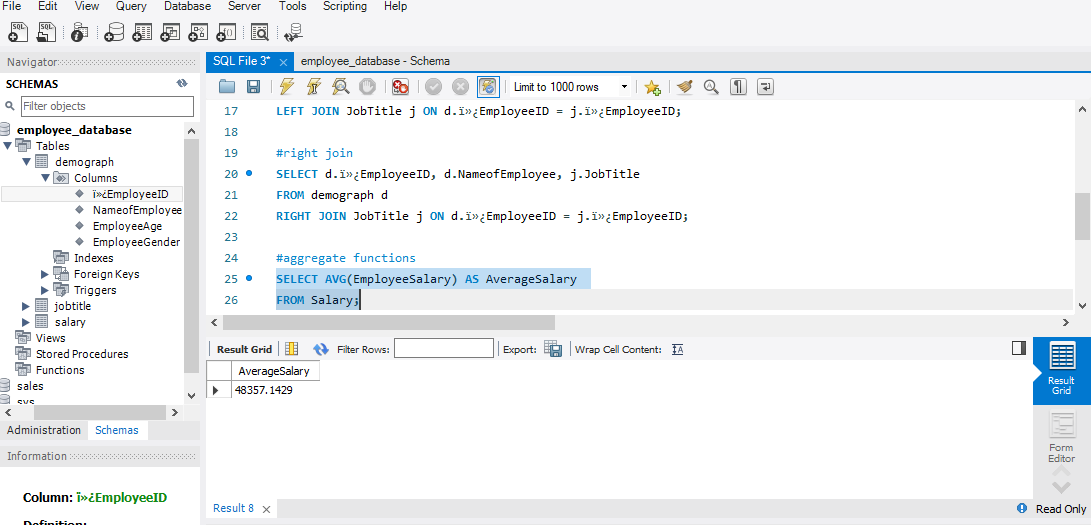 File Edit View Query Database Server Tools Scripting Help
Navigator
SCHEMAS
Filter objects
employee_database
Tables
demograph
Columns
ï»¿EmployeeID
NameofEmployee
EmployeeAge
EmployeeGender
Indexes
Foreign Keys
Triggers
jobtitle
salary
Views
Stored Procedures
Functions
sales
sys
Administration Schemas
Information
Column: ï»¿EmployeeID
Definition:
SQL File 3* employee_database - Schema
Limit to 1000 rows
17 LEFT JOIN JobTitle j ON d.ï»¿EmployeeID = j.ï»¿EmployeeID;
18
19 #right join
20 SELECT d.ï»¿EmployeeID, d.NameofEmployee, j.JobTitle
21 FROM demograph d
22 RIGHT JOIN JobTitle j ON d.ï»¿EmployeeID = j.ï»¿EmployeeID;
23
24 #aggregate functions
25 SELECT AVG(EmployeeSalary) AS AverageSalary
26 FROM Salary;
Result Grid Filter Rows: Export: Wrap Cell Content:
AverageSalary
48357.1429
Result
Grid
Form
Editor
Result 8
Read Only